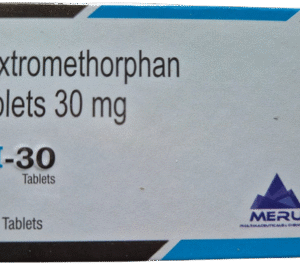 xtromethorphan
blets 30 mg
-30
Tablets
Tablets
MERU